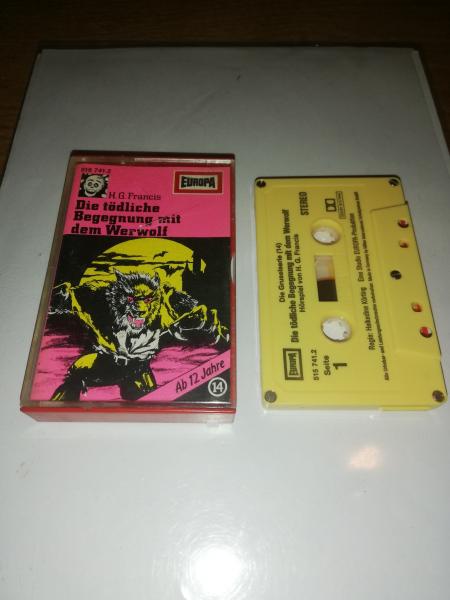 515 741.2
EUROPA
H. G. Francis
Die tödliche
Begegnung mit
dem Werwolf
Ab 12 Jahre
14
Die Gruselserie (14)
Die tödliche Begegnung mit dem Werwolf
Hörspiel von H. G. Francis
STEREO
EUROPA
515 741.2
Seite
1
Regie: Heikedine Körting
Eine Studio EUROPA-Produktion